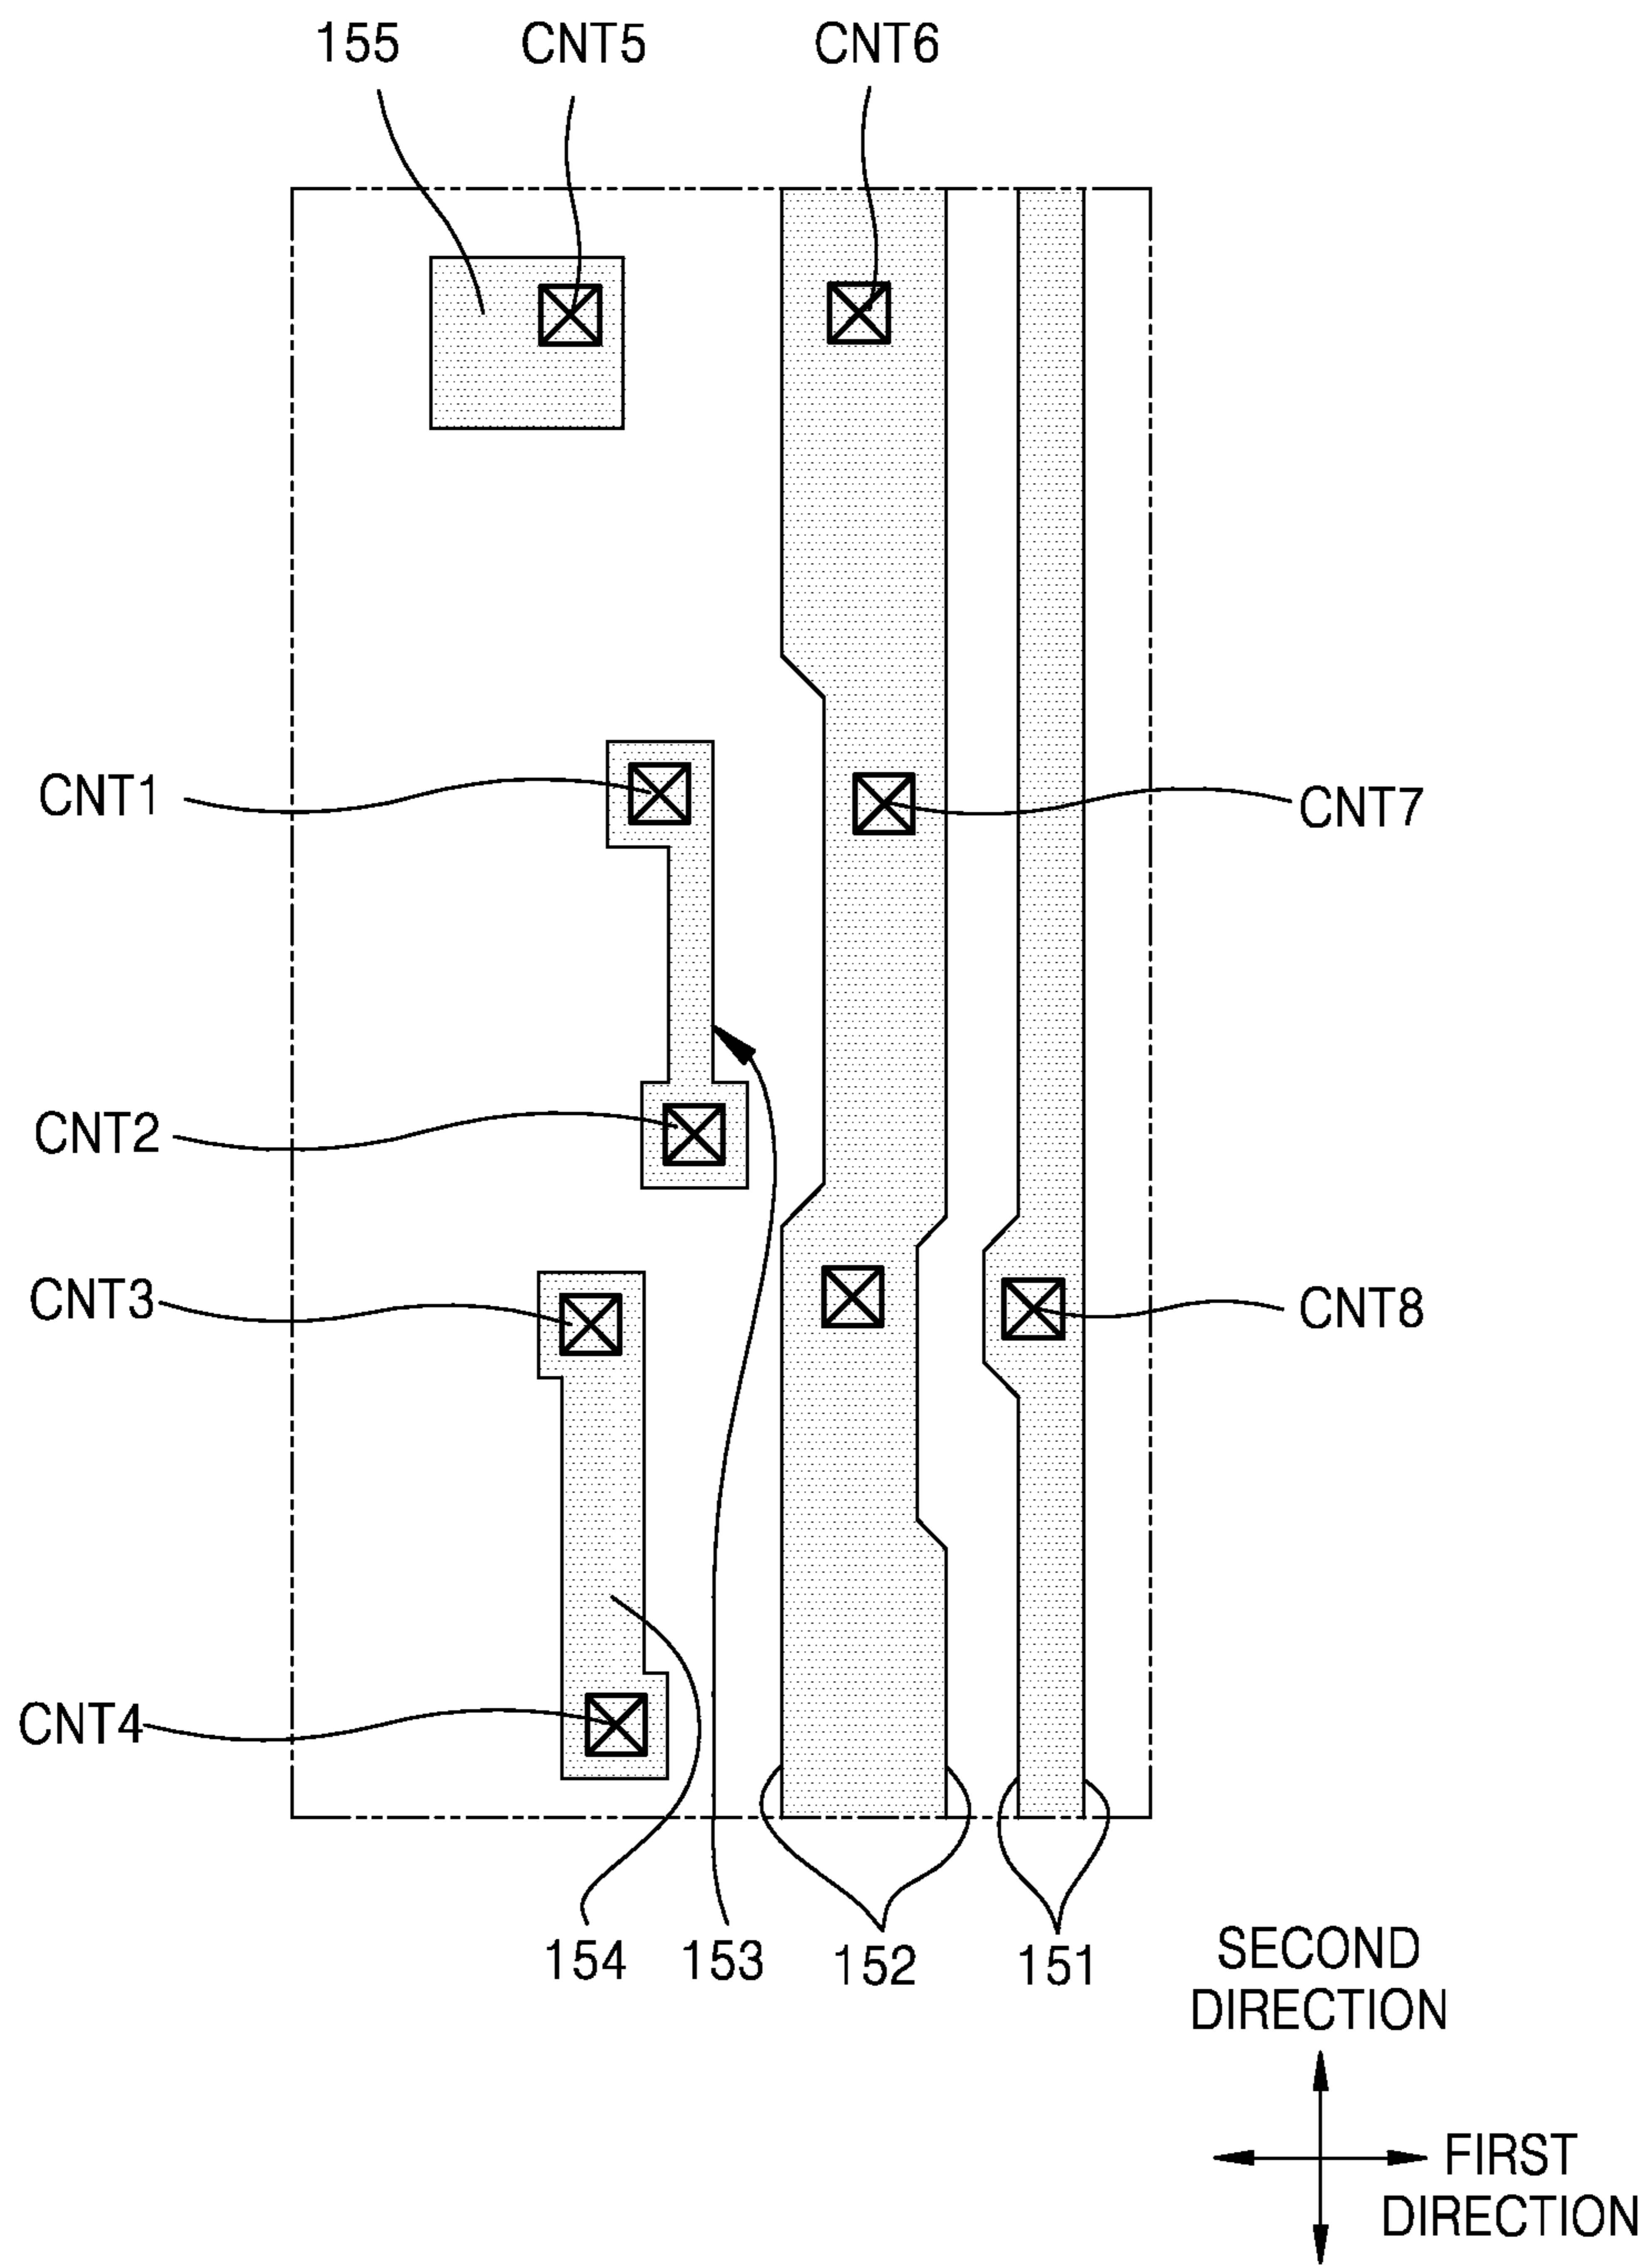 155 CNT5 CNT6
CNT1
CNT7
CNT2
CNT3
CNT8
CNT4
154 153 152 151
SECOND
DIRECTION
FIRST
DIRECTION